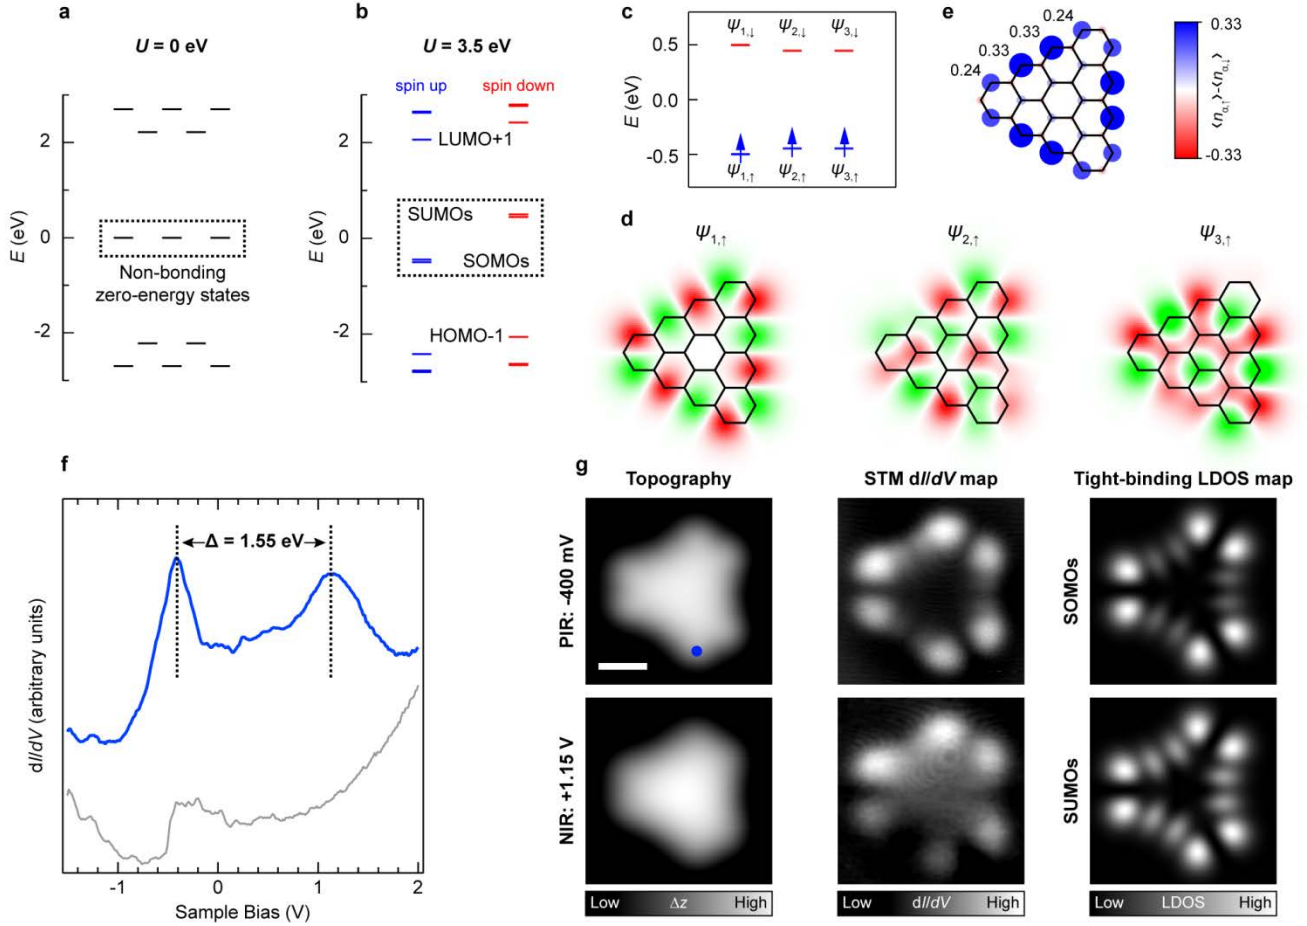 a
U = 0 eV
E (eV)
2
0
-2
Non-bonding
zero-energy states
b
U = 3.5 eV
spin up
spin down
E (eV)
2
0
-2
LUMO+1
SUMOs
SOMOs
HOMO-1
c
E (eV)
0.5
0.0
-0.5
ψ1,↓
ψ2,↓
ψ3,↓
ψ1,↑
ψ2,↑
ψ3,↑
e
0.24
0.33
0.33
0.24
0.33
-0.33
⟨nα,↑⟩-⟨nα,↓⟩
d
ψ1,↑
ψ2,↑
ψ3,↑
f
Δ = 1.55 eV
dI/dV (arbitrary units)
-1
0
1
2
Sample Bias (V)
g
Topography
STM dI/dV map
Tight-binding LDOS map
PIR: -400 mV
SOMOs
NIR: +1.15 V
SUMOs
Low Δz High
Low dI/dV High
Low LDOS High